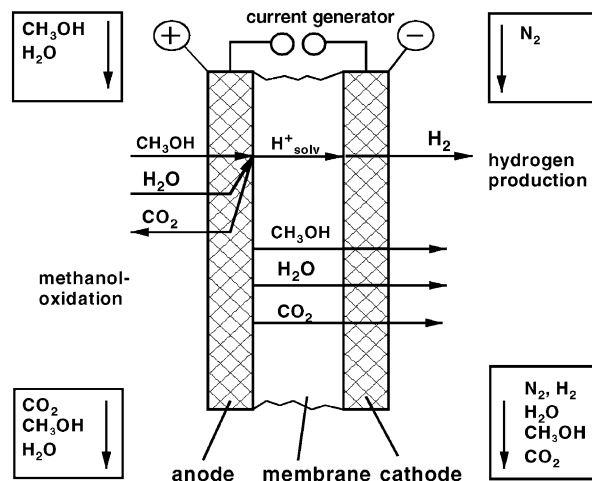 CH₃OH
H₂O
current generator
+
−
N₂
CH₃OH
H⁺solv
H₂
H₂O
hydrogen
production
CO₂
CH₃OH
H₂O
methanol-
oxidation
CO₂
CO₂
CH₃OH
H₂O
N₂, H₂
H₂O
CH₃OH
CO₂
anode
membrane
cathode